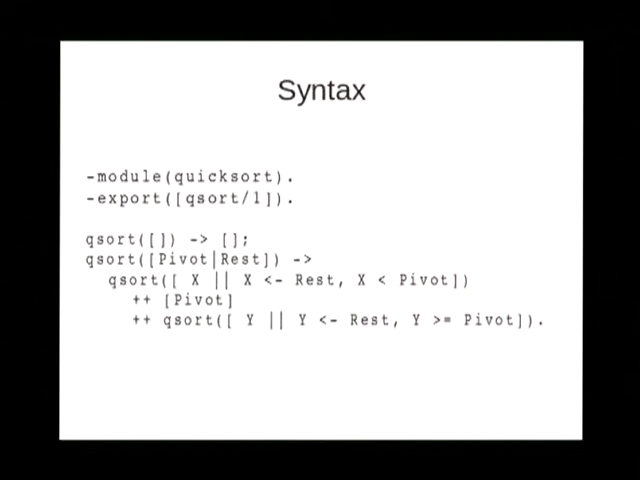 Syntax
-module(quicksort).
-export([qsort/1]).
qsort([]) -> [];
qsort([Pivot|Rest]) ->
qsort([ X || X <- Rest, X < Pivot])
++ [Pivot]
++ qsort([ Y || Y <- Rest, Y >= Pivot]).